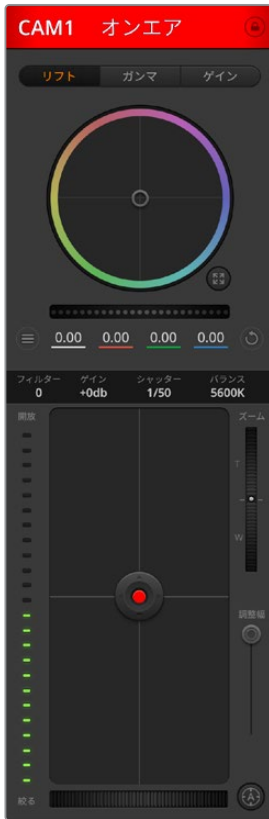 CAM1 オンエア
リフト ガンマ ゲイン
0.00 0.00 0.00 0.00
フィルター ゲイン シャッター バランス
0 +0db 1/50 5600K
開放 ズーム
T
W
調整幅
絞る A